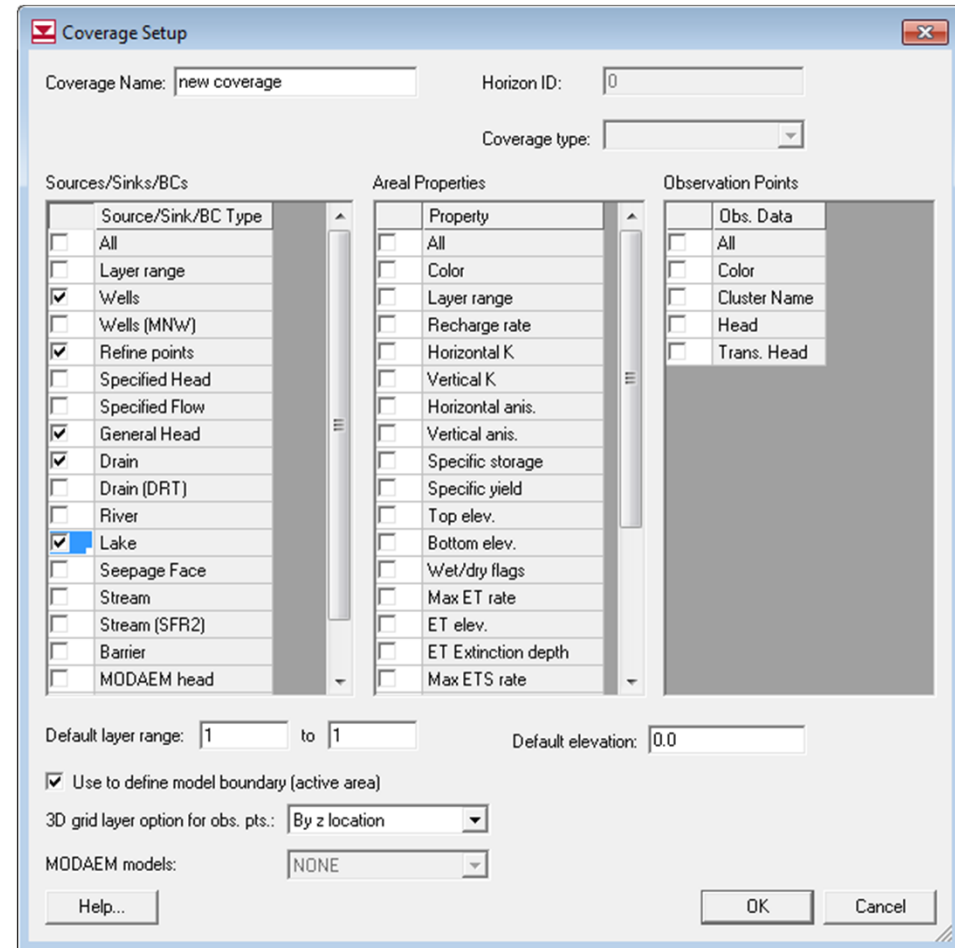 Coverage Setup
Coverage Name: new coverage
Horizon ID: 0
Coverage type:
Sources/Sinks/BCs
Source/Sink/BC Type
All
Layer range
Wells
Wells (MNW)
Refine points
Specified Head
Specified Flow
General Head
Drain
Drain (DRT)
River
Lake
Seepage Face
Stream
Stream (SFR2)
Barrier
MODAEM head
Areal Properties
Property
All
Color
Layer range
Recharge rate
Horizontal K
Vertical K
Horizontal anis.
Vertical anis.
Specific storage
Specific yield
Top elev.
Bottom elev.
Wet/dry flags
Max ET rate
ET elev.
ET Extinction depth
Max ETS rate
Observation Points
Obs. Data
All
Color
Cluster Name
Head
Trans. Head
Default layer range: 1 to 1
Default elevation: 0.0
Use to define model boundary (active area)
3D grid layer option for obs. pts.: By z location
MODAEM models: NONE
Help...
OK
Cancel